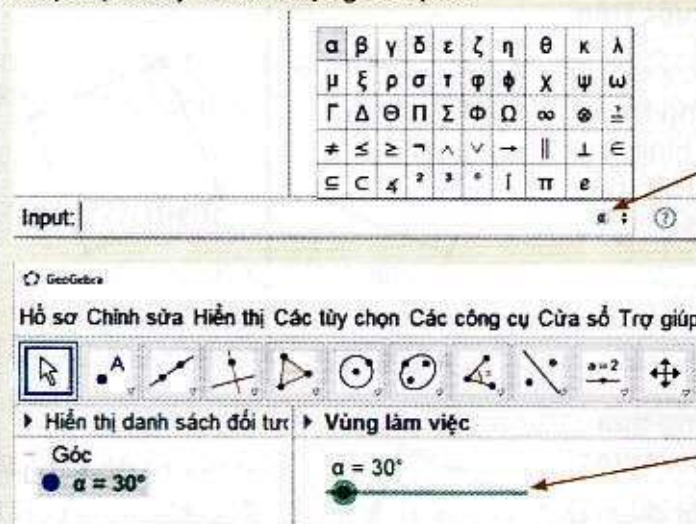 α β γ δ ε ζ η θ κ λ
μ ξ ρ σ τ φ ϕ χ ψ ω
Γ Δ Θ Π Σ Φ Ω ∞ ⊗ ≟
≠ ≤ ≥ ¬ ∧ ∨ → ∥ ⊥ ∈
⊆ ⊂ ∡ ² ³ ° í π e
Input: α
GeoGebra
Hồ sơ Chỉnh sửa Hiển thị Các tùy chọn Các công cụ Cửa sổ Trợ giúp
A a=2
Hiển thị danh sách đối tượ Vùng làm việc
Góc
α = 30°
α = 30°